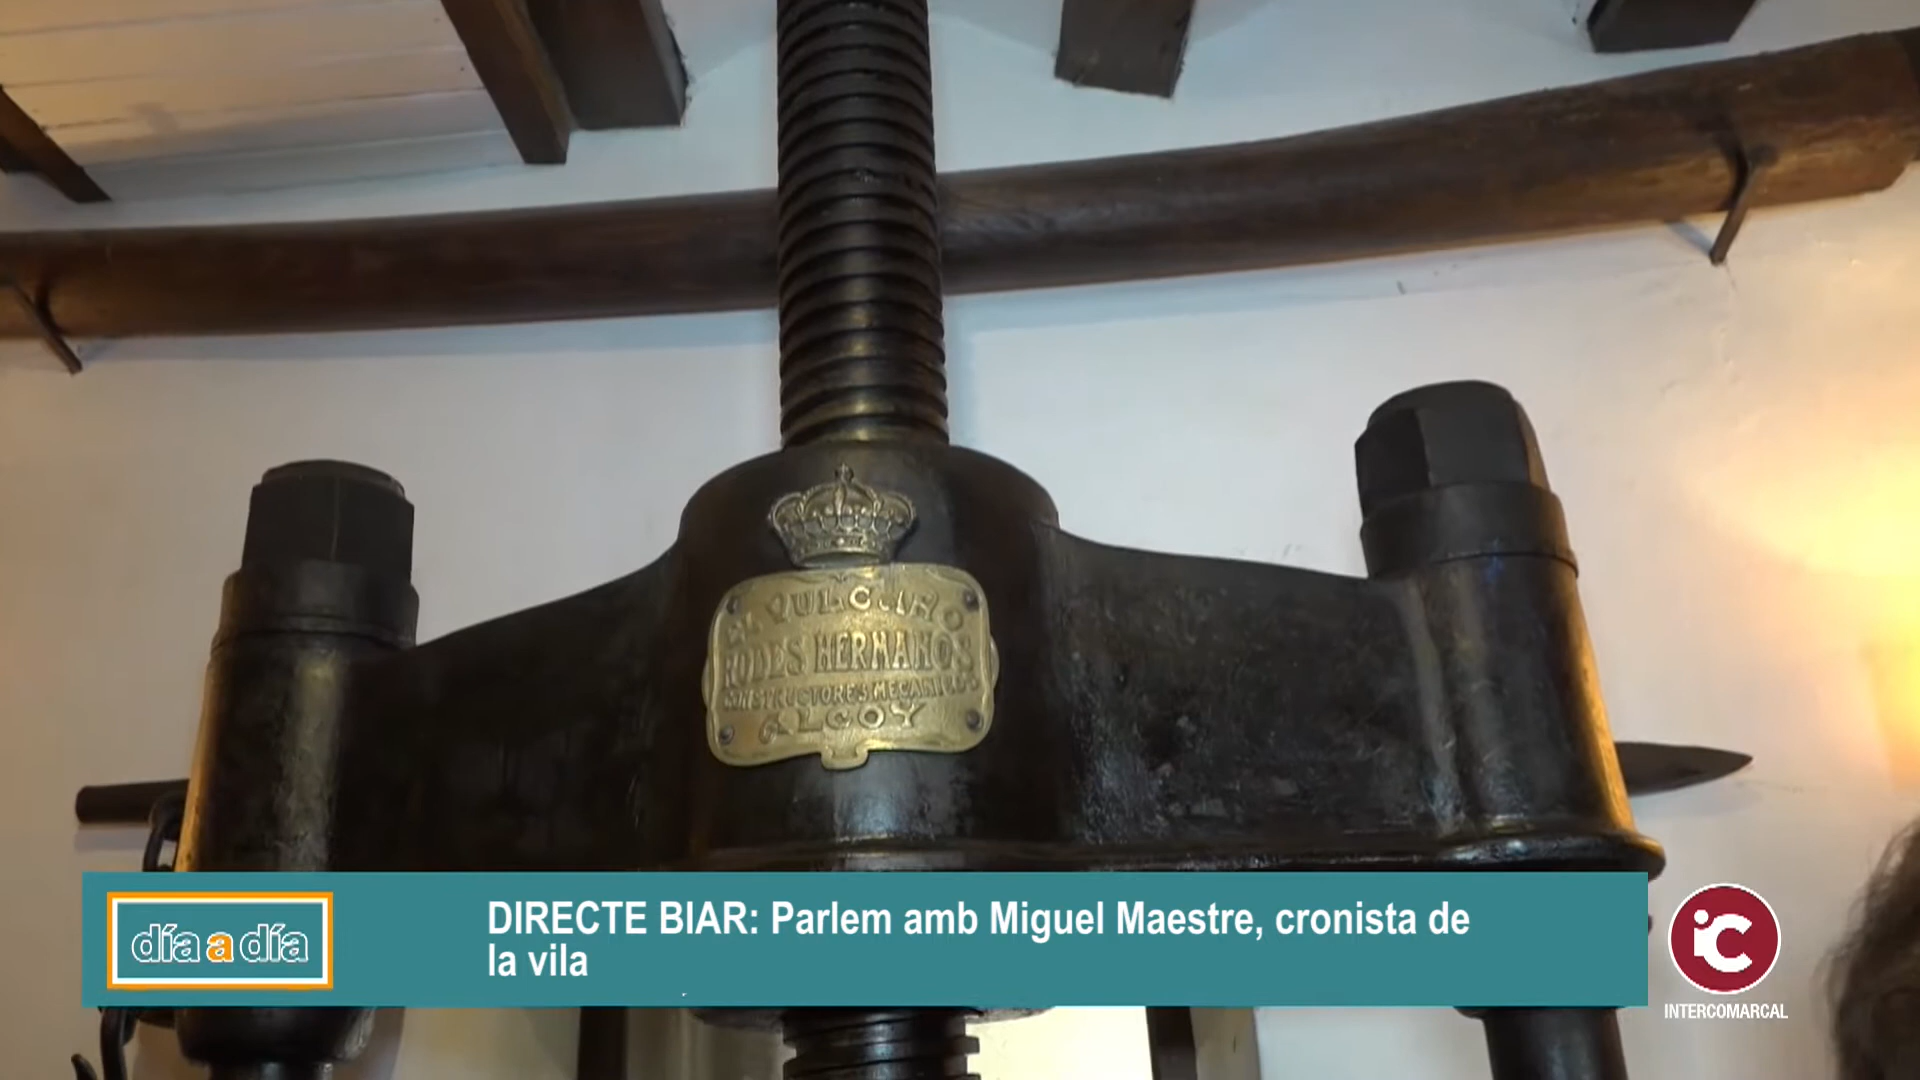 EL VULCANO
RODES HERMANOS
CONSTRUCTORES MECANICOS
ALCOY
día a día
DIRECTE BIAR: Parlem amb Miguel Maestre, cronista de
la vila
iC
INTERCOMARCAL